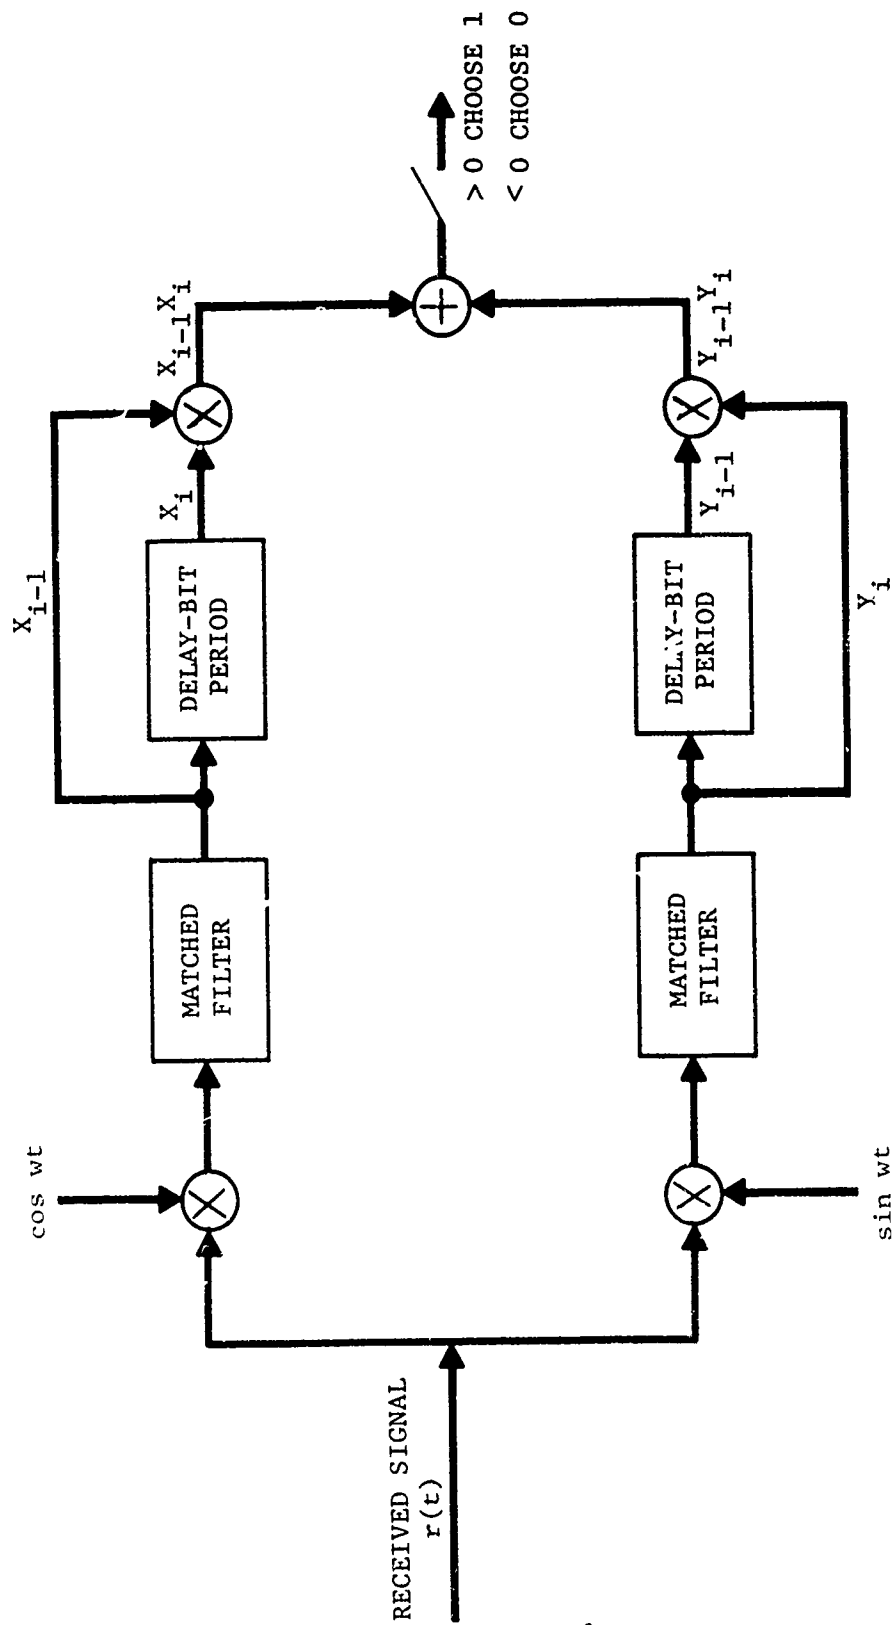 RECEIVED SIGNAL
r(t)
cos wt
sin wt
MATCHED
FILTER
MATCHED
FILTER
X_{i-1}
DELAY-BIT
PERIOD
X_i
X_{i-1}X_i
DELAY-BIT
PERIOD
Y_{i-1}
Y_i
Y_{i-1}Y_i
>0 CHOOSE 1
<0 CHOOSE 0